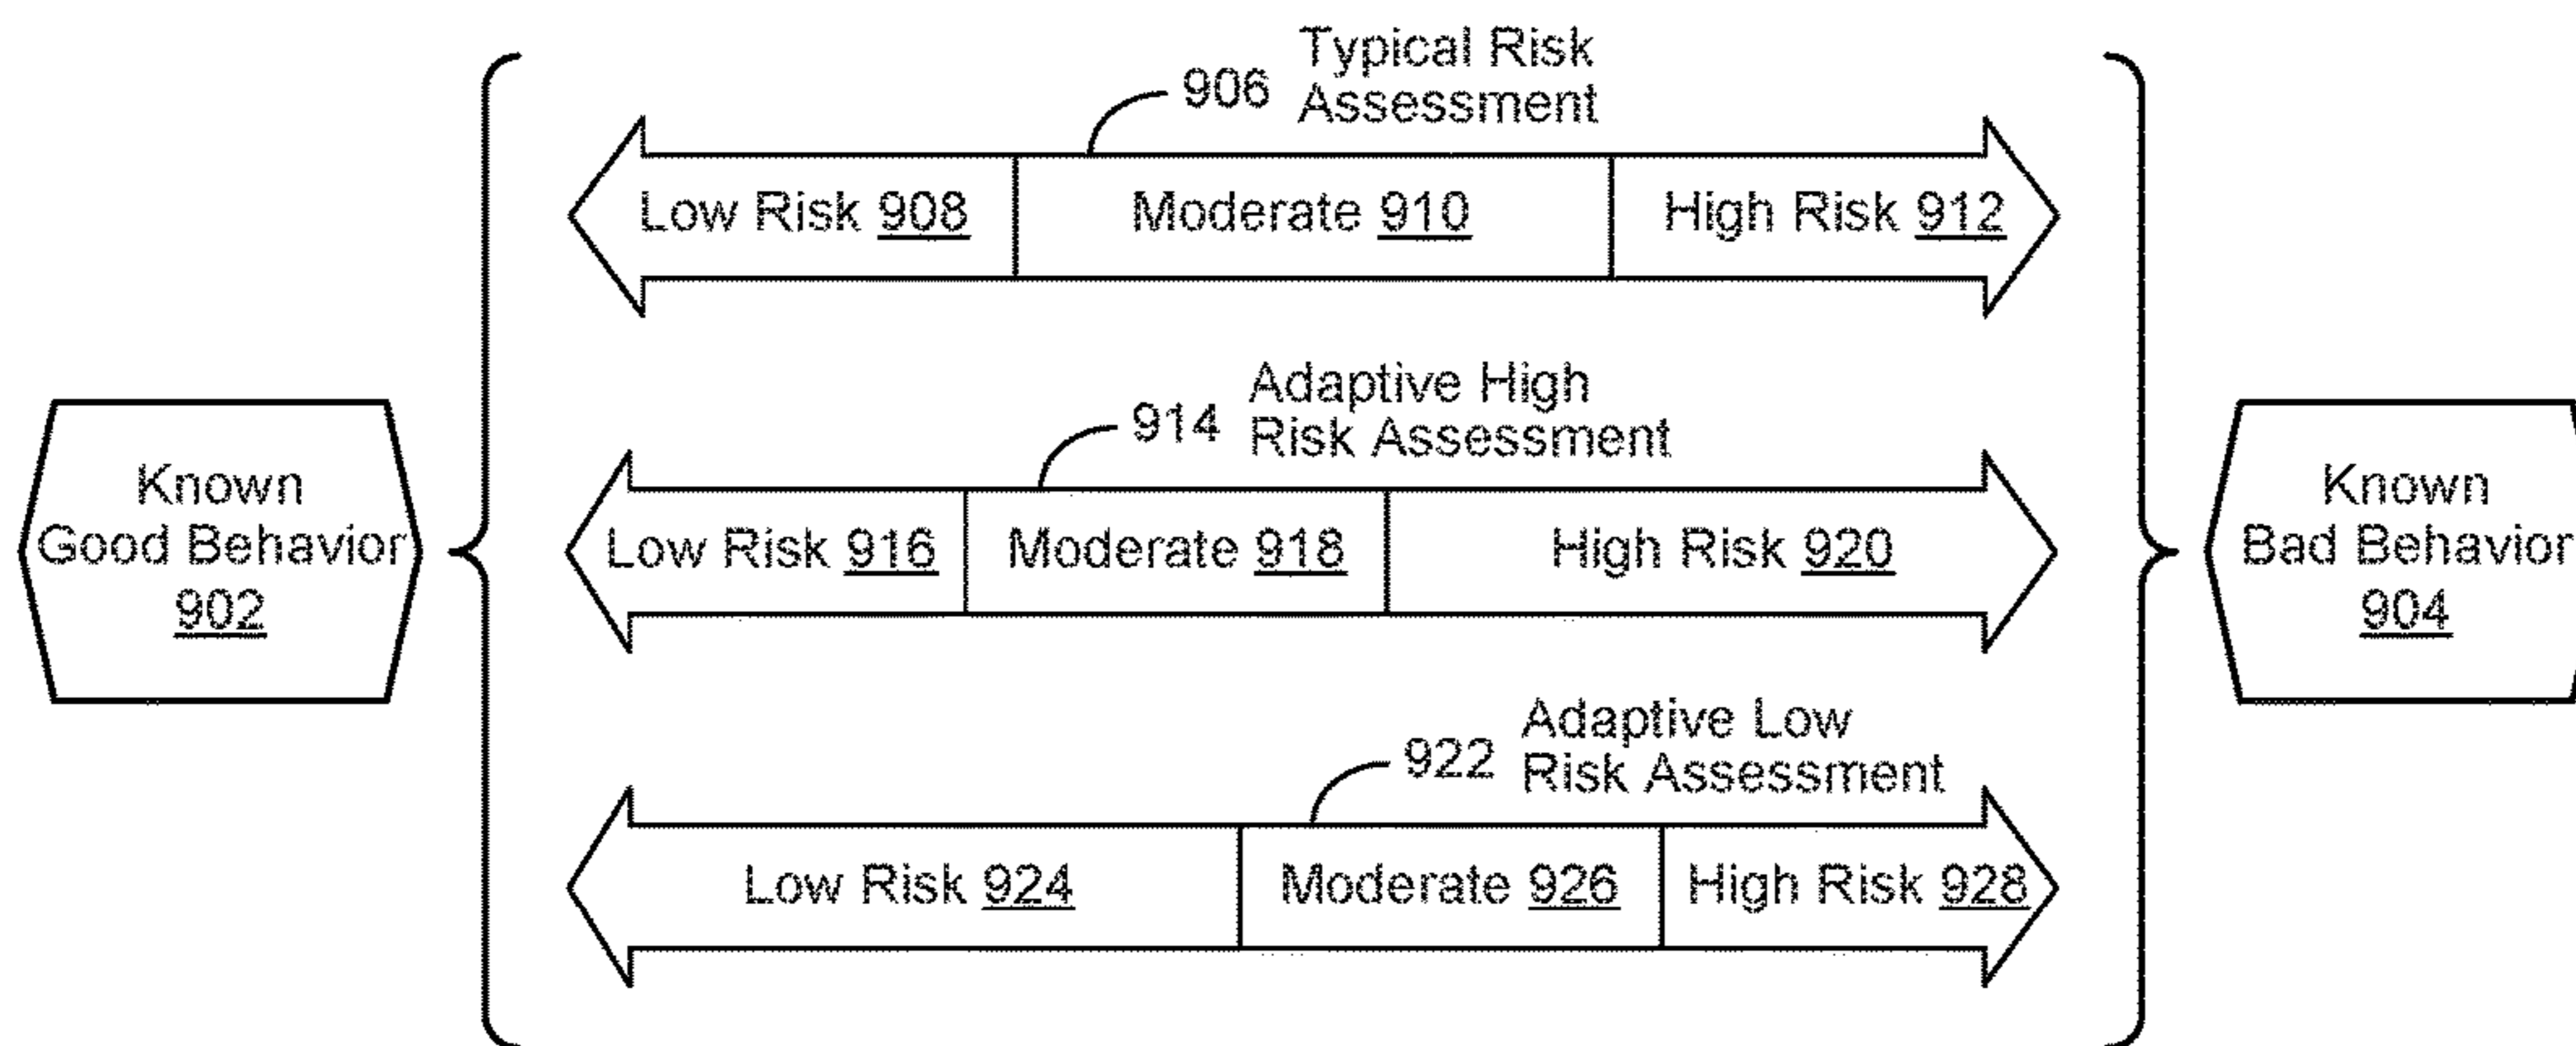 Typical Risk
906 Assessment
Low Risk 908 Moderate 910 High Risk 912
Adaptive High
914 Risk Assessment
Known
Good Behavior
902
Low Risk 916 Moderate 918 High Risk 920
Known
Bad Behavior
904
Adaptive Low
922 Risk Assessment
Low Risk 924 Moderate 926 High Risk 928